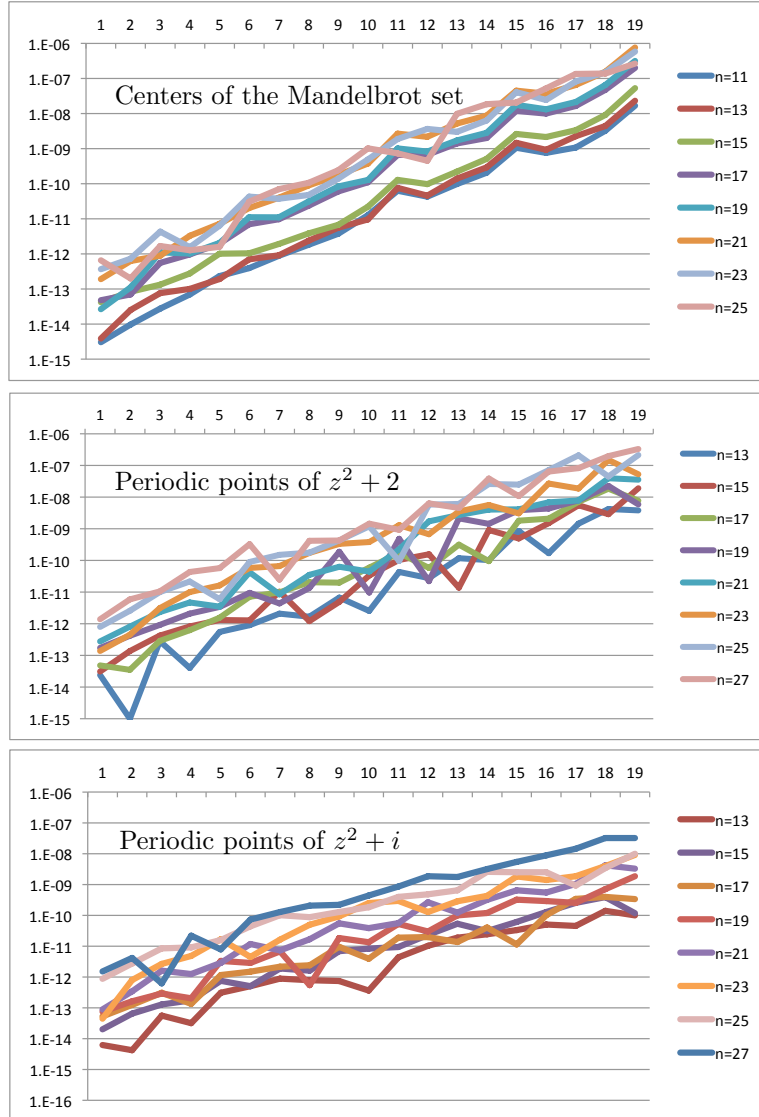 1 2 3 4 5 6 7 8 9 10 11 12 13 14 15 16 17 18 19
1.E-06
1.E-07
1.E-08
1.E-09
1.E-10
1.E-11
1.E-12
1.E-13
1.E-14
1.E-15
Centers of the Mandelbrot set
n=11
n=13
n=15
n=17
n=19
n=21
n=23
n=25
1 2 3 4 5 6 7 8 9 10 11 12 13 14 15 16 17 18 19
1.E-06
1.E-07
1.E-08
1.E-09
1.E-10
1.E-11
1.E-12
1.E-13
1.E-14
1.E-15
Periodic points of z² + 2
n=13
n=15
n=17
n=19
n=21
n=23
n=25
n=27
1 2 3 4 5 6 7 8 9 10 11 12 13 14 15 16 17 18 19
1.E-06
1.E-07
1.E-08
1.E-09
1.E-10
1.E-11
1.E-12
1.E-13
1.E-14
1.E-15
1.E-16
Periodic points of z² + i
n=13
n=15
n=17
n=19
n=21
n=23
n=25
n=27